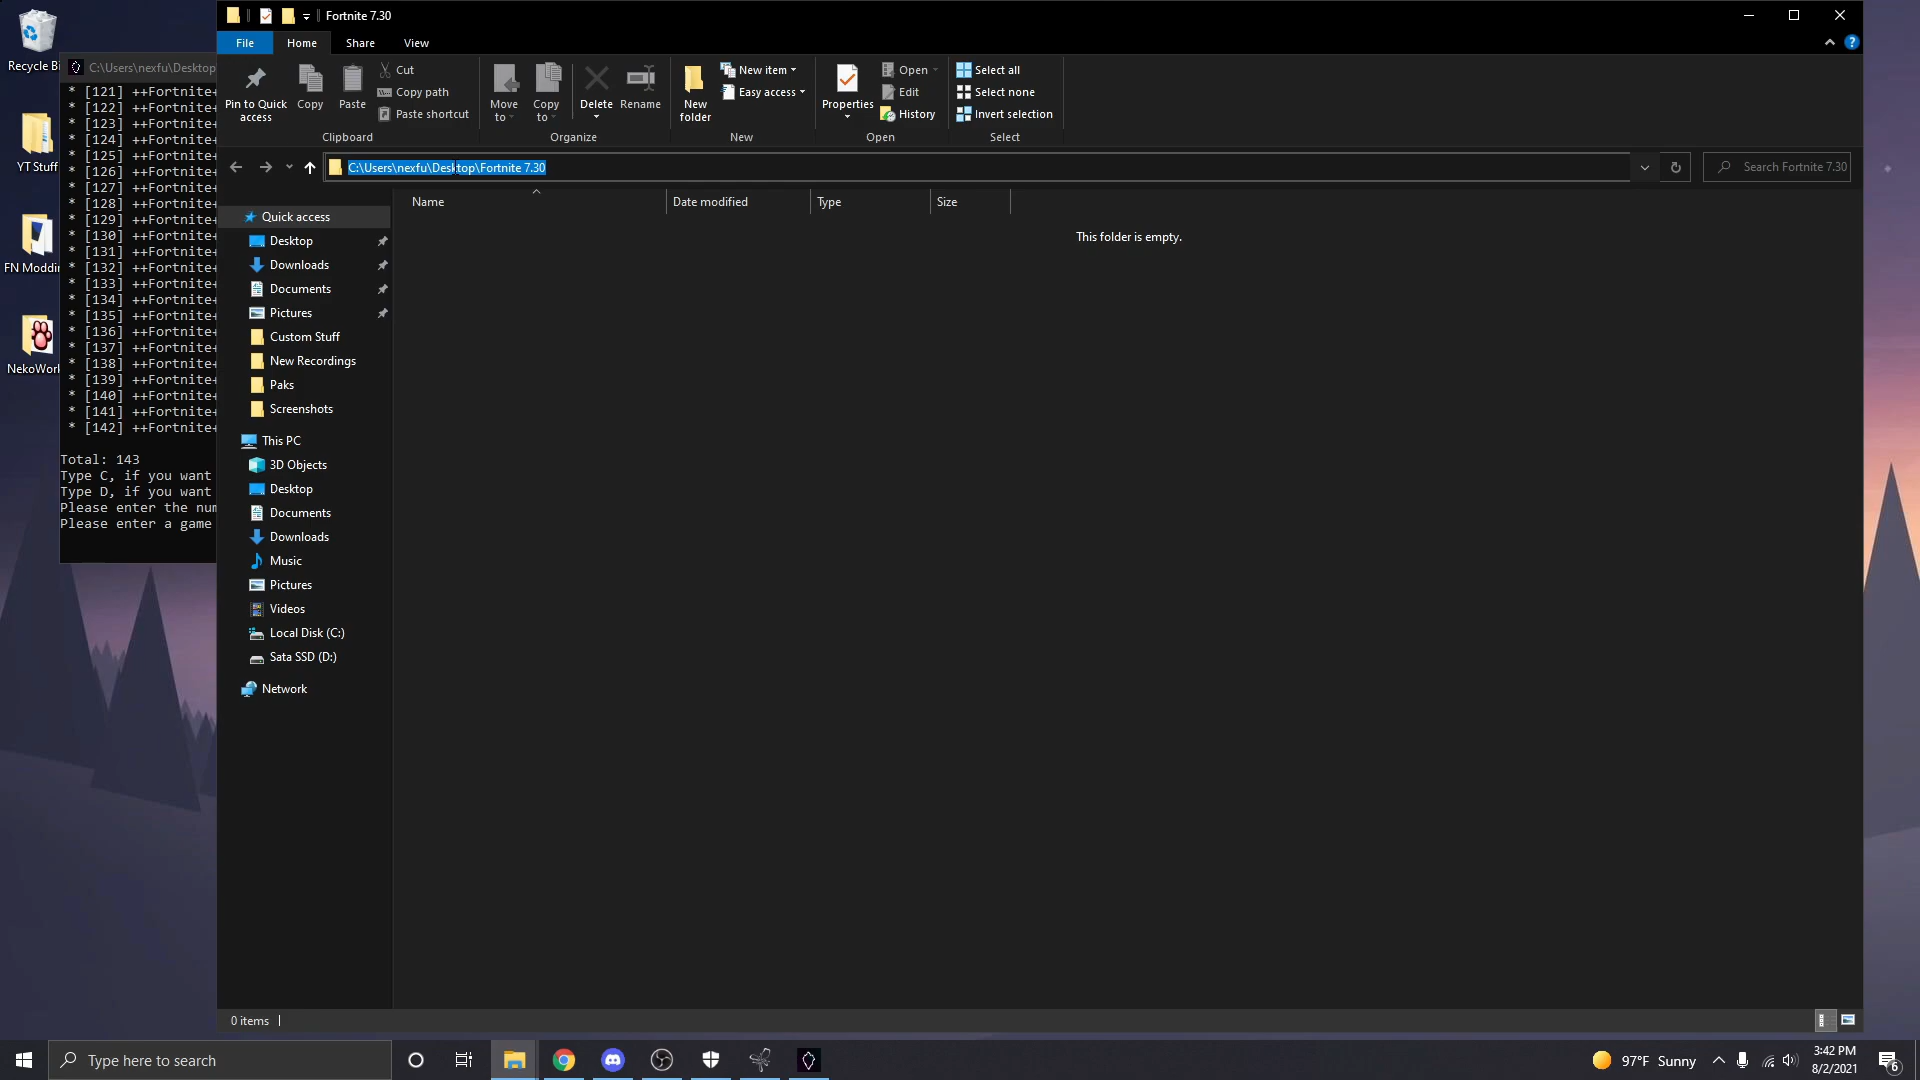 Fortnite 7.30
File Home Share View
Pin to Quick access
Copy
Paste
Cut
Copy path
Paste shortcut
Clipboard
Move to
Copy to
Delete
Rename
Organize
New folder
New item
Easy access
New
Properties
Open
Edit
History
Open
Select all
Select none
Invert selection
Select
C:\Users\nexfu\Desktop\Fortnite 7.30
Search Fortnite 7.30
Name Date modified Type Size
This folder is empty.
Quick access
Desktop
Downloads
Documents
Pictures
Custom Stuff
New Recordings
Paks
Screenshots
This PC
3D Objects
Desktop
Documents
Downloads
Music
Pictures
Videos
Local Disk (C:)
Sata SSD (D:)
Network
0 items
Recycle Bi
YT Stuff
FN Moddin
NekoWork
C:\Users\nexfu\Desktop
* [121] ++Fortnite+
* [122] ++Fortnite+
* [123] ++Fortnite+
* [124] ++Fortnite+
* [125] ++Fortnite+
* [126] ++Fortnite+
* [127] ++Fortnite+
* [128] ++Fortnite+
* [129] ++Fortnite+
* [130] ++Fortnite+
* [131] ++Fortnite+
* [132] ++Fortnite+
* [133] ++Fortnite+
* [134] ++Fortnite+
* [135] ++Fortnite+
* [136] ++Fortnite+
* [137] ++Fortnite+
* [138] ++Fortnite+
* [139] ++Fortnite+
* [140] ++Fortnite+
* [141] ++Fortnite+
* [142] ++Fortnite+
Total: 143
Type C, if you want
Type D, if you want
Please enter the num
Please enter a game
Type here to search
97°F Sunny
3:42 PM
8/2/2021
6